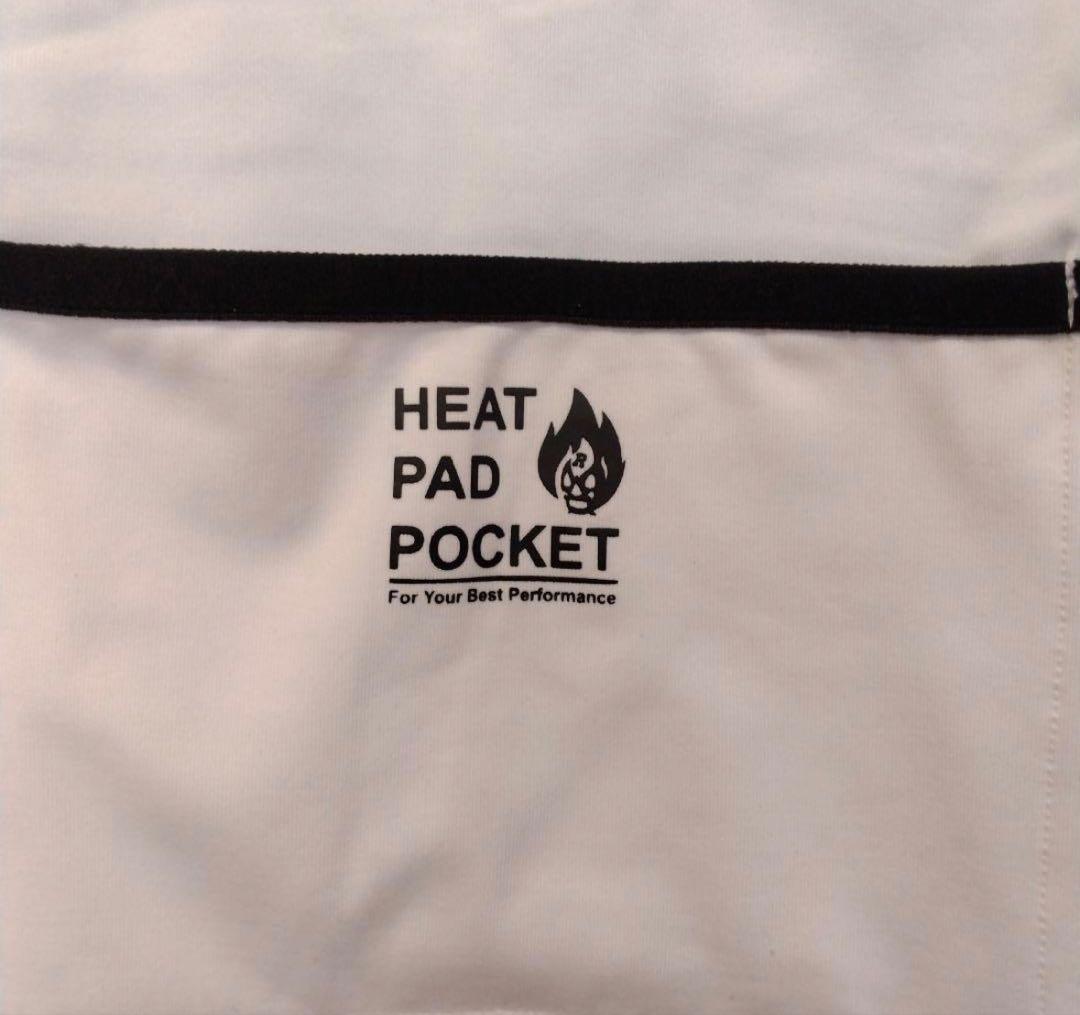 HEAT
PAD
R
POCKET
For Your Best Performance